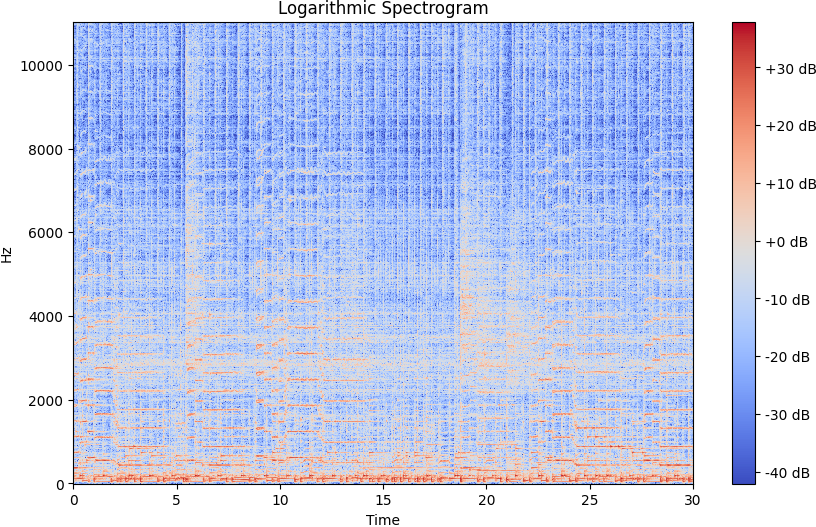 Logarithmic Spectrogram
Hz
10000
8000
6000
4000
2000
0
0 5 10 15 20 25 30
Time
+30 dB
+20 dB
+10 dB
+0 dB
-10 dB
-20 dB
-30 dB
-40 dB